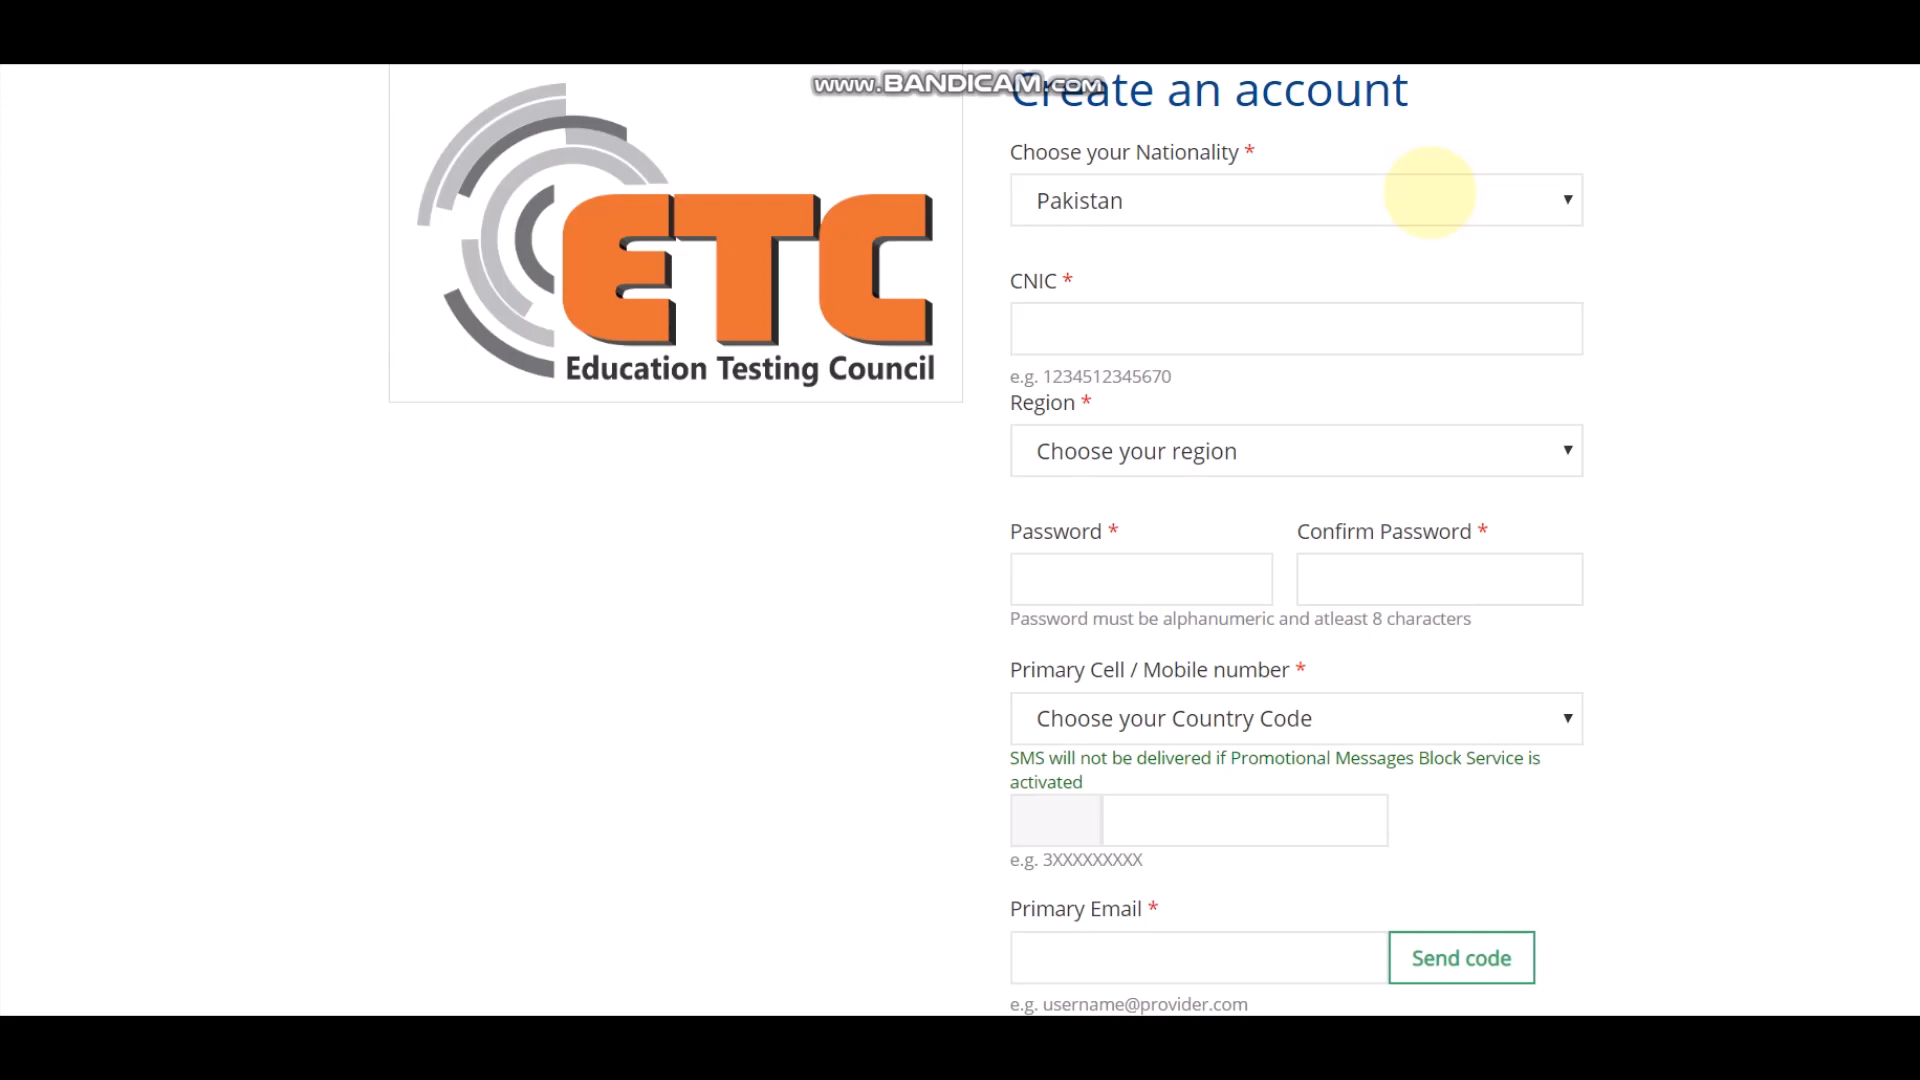 www.BANDICAM.com
Create an account
ETC
Education Testing Council
Choose your Nationality *
Pakistan
CNIC *
e.g. 1234512345670
Region *
Choose your region
Password * Confirm Password *
Password must be alphanumeric and atleast 8 characters
Primary Cell / Mobile number *
Choose your Country Code
SMS will not be delivered if Promotional Messages Block Service is
activated
e.g. 3XXXXXXXXX
Primary Email *
Send code
e.g. username@provider.com